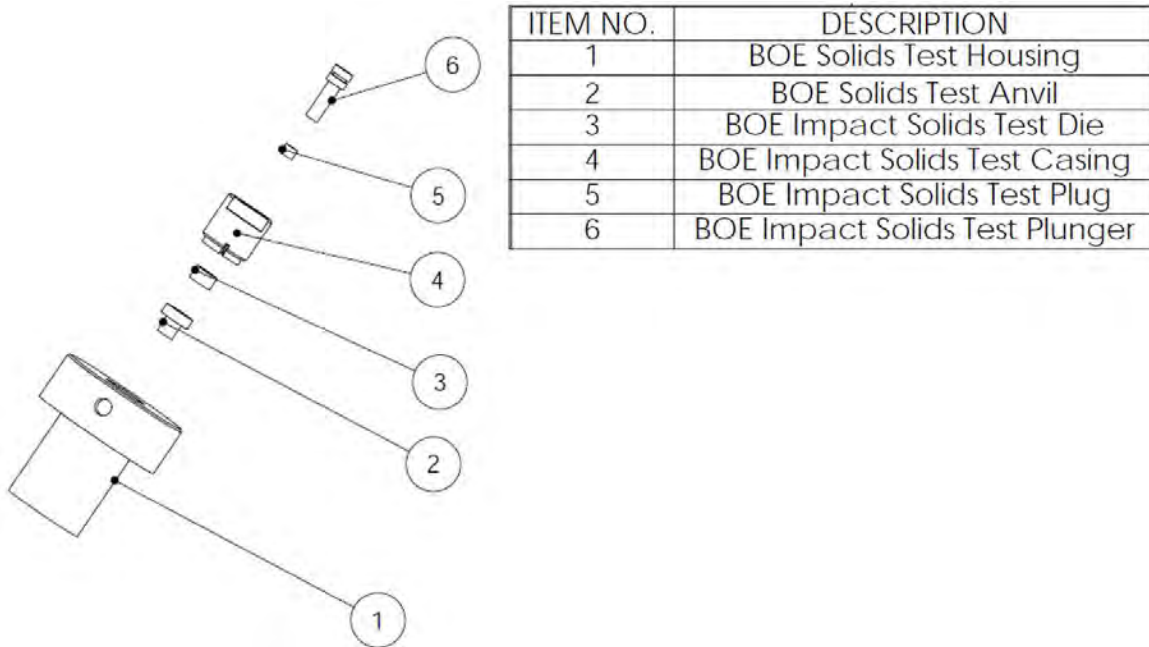 6
5
4
3
2
1
ITEM NO. DESCRIPTION
1 BOE Solids Test Housing
2 BOE Solids Test Anvil
3 BOE Impact Solids Test Die
4 BOE Impact Solids Test Casing
5 BOE Impact Solids Test Plug
6 BOE Impact Solids Test Plunger